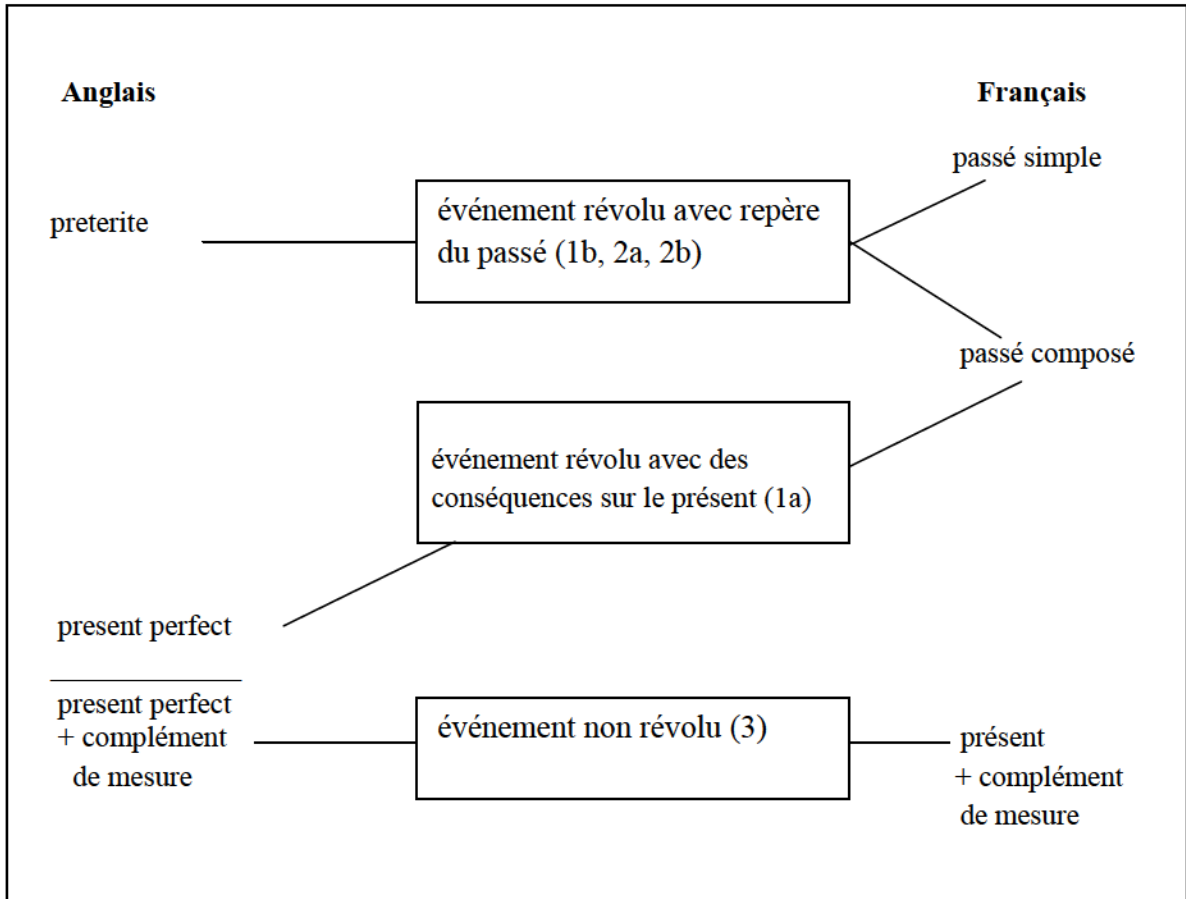 Anglais
Français
passé simple
preterite
événement révolu avec repère
du passé (1b, 2a, 2b)
passé composé
événement révolu avec des
conséquences sur le présent (1a)
present perfect
present perfect
+ complément
de mesure
événement non révolu (3)
présent
+ complément
de mesure